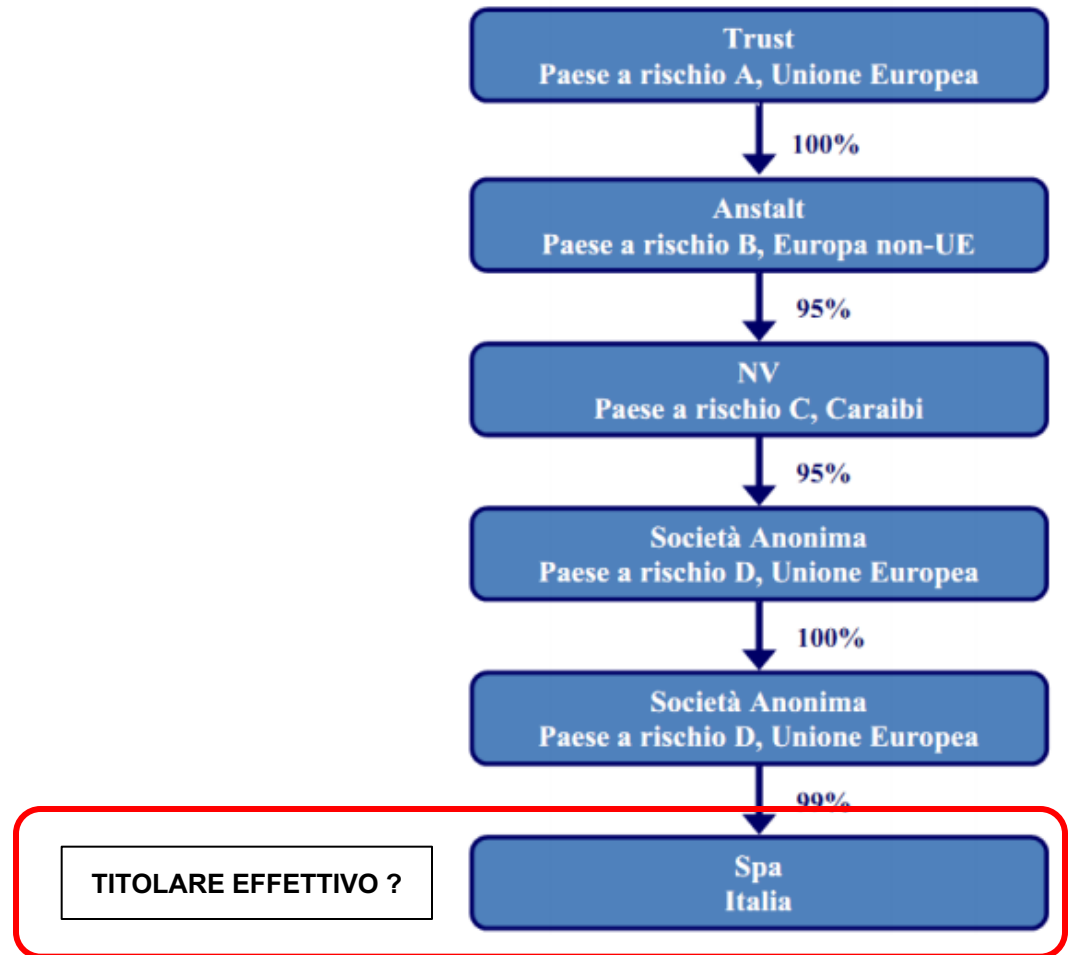 Trust
Paese a rischio A, Unione Europea
100%
Anstalt
Paese a rischio B, Europa non-UE
95%
NV
Paese a rischio C, Caraibi
95%
Società Anonima
Paese a rischio D, Unione Europea
100%
Società Anonima
Paese a rischio D, Unione Europea
99%
TITOLARE EFFETTIVO ?
Spa
Italia